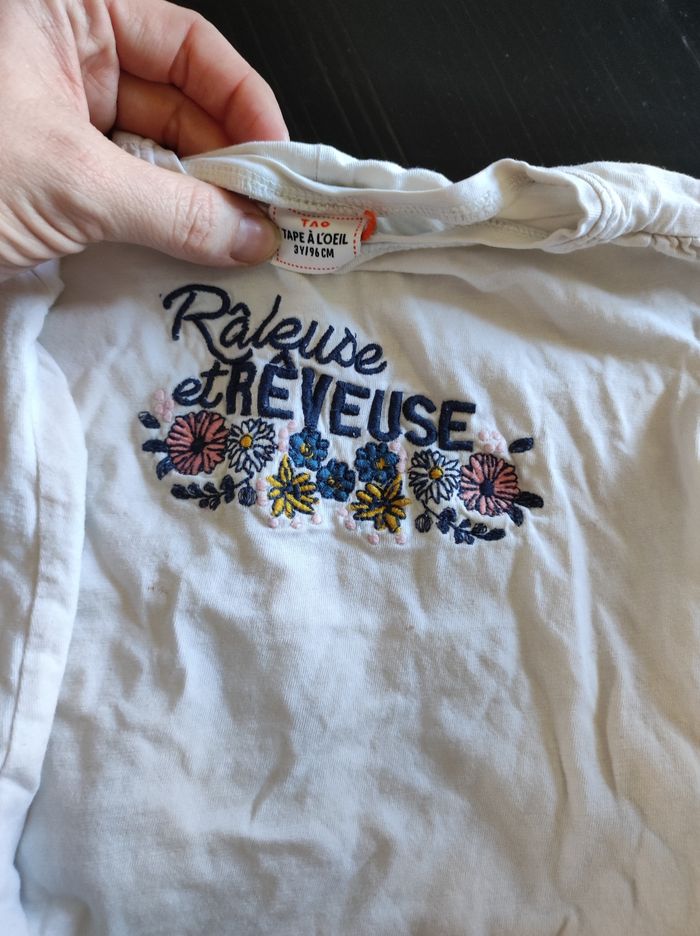 TAO
TAPE À L'OEIL
3Y/96CM
Râleuse
et RÊVEUSE